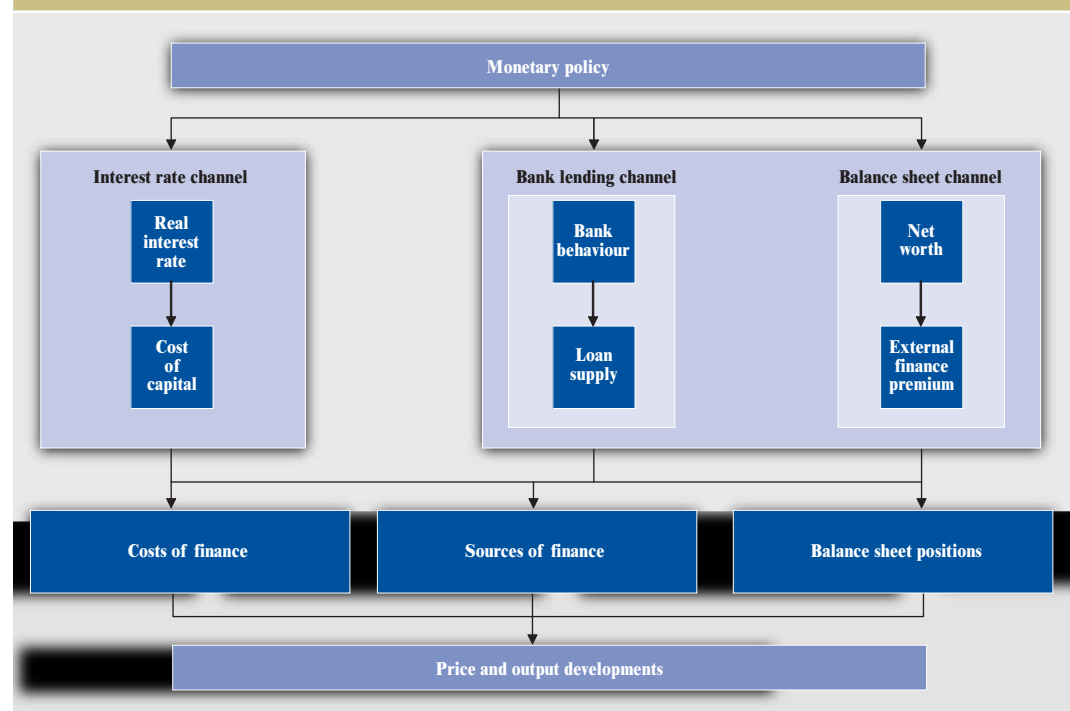 Monetary policy
Interest rate channel
Real
interest
rate
Cost
of
capital
Bank lending channel
Bank
behaviour
Loan
supply
Balance sheet channel
Net
worth
External
finance
premium
Costs of finance
Sources of finance
Balance sheet positions
Price and output developments